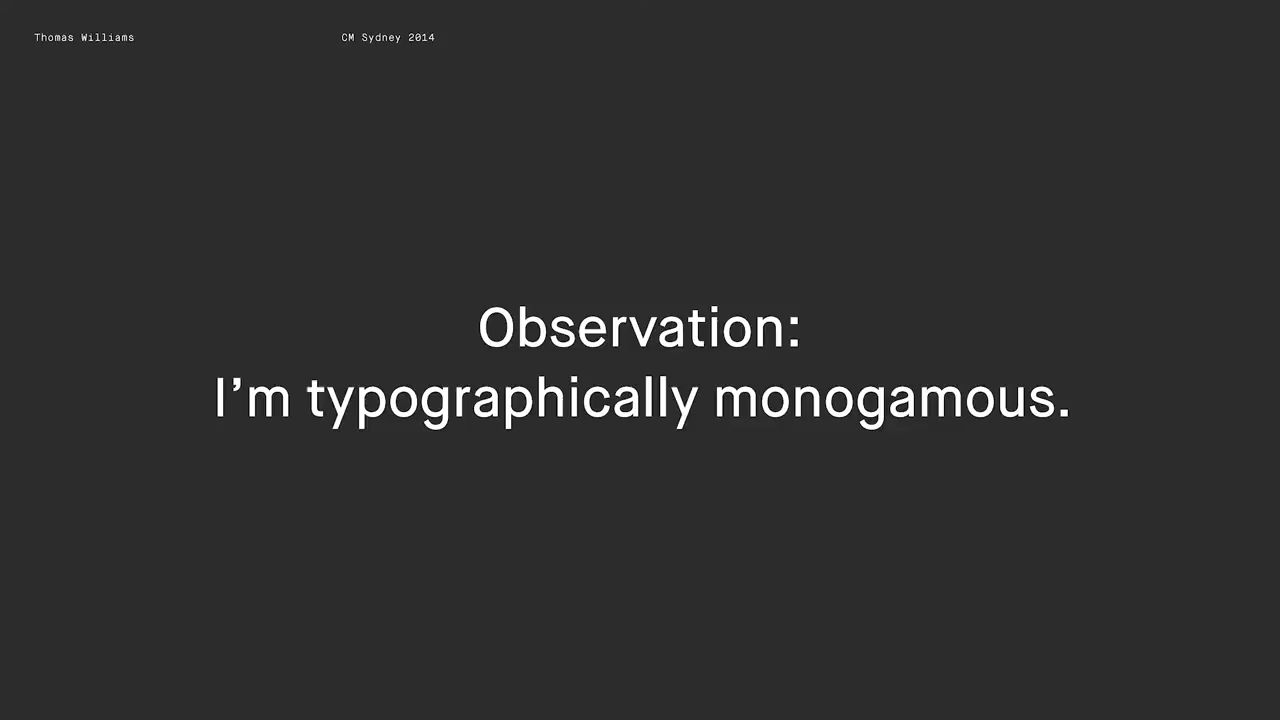 Thomas Williams
CM Sydney 2014
Observation:
I’m typographically monogamous.